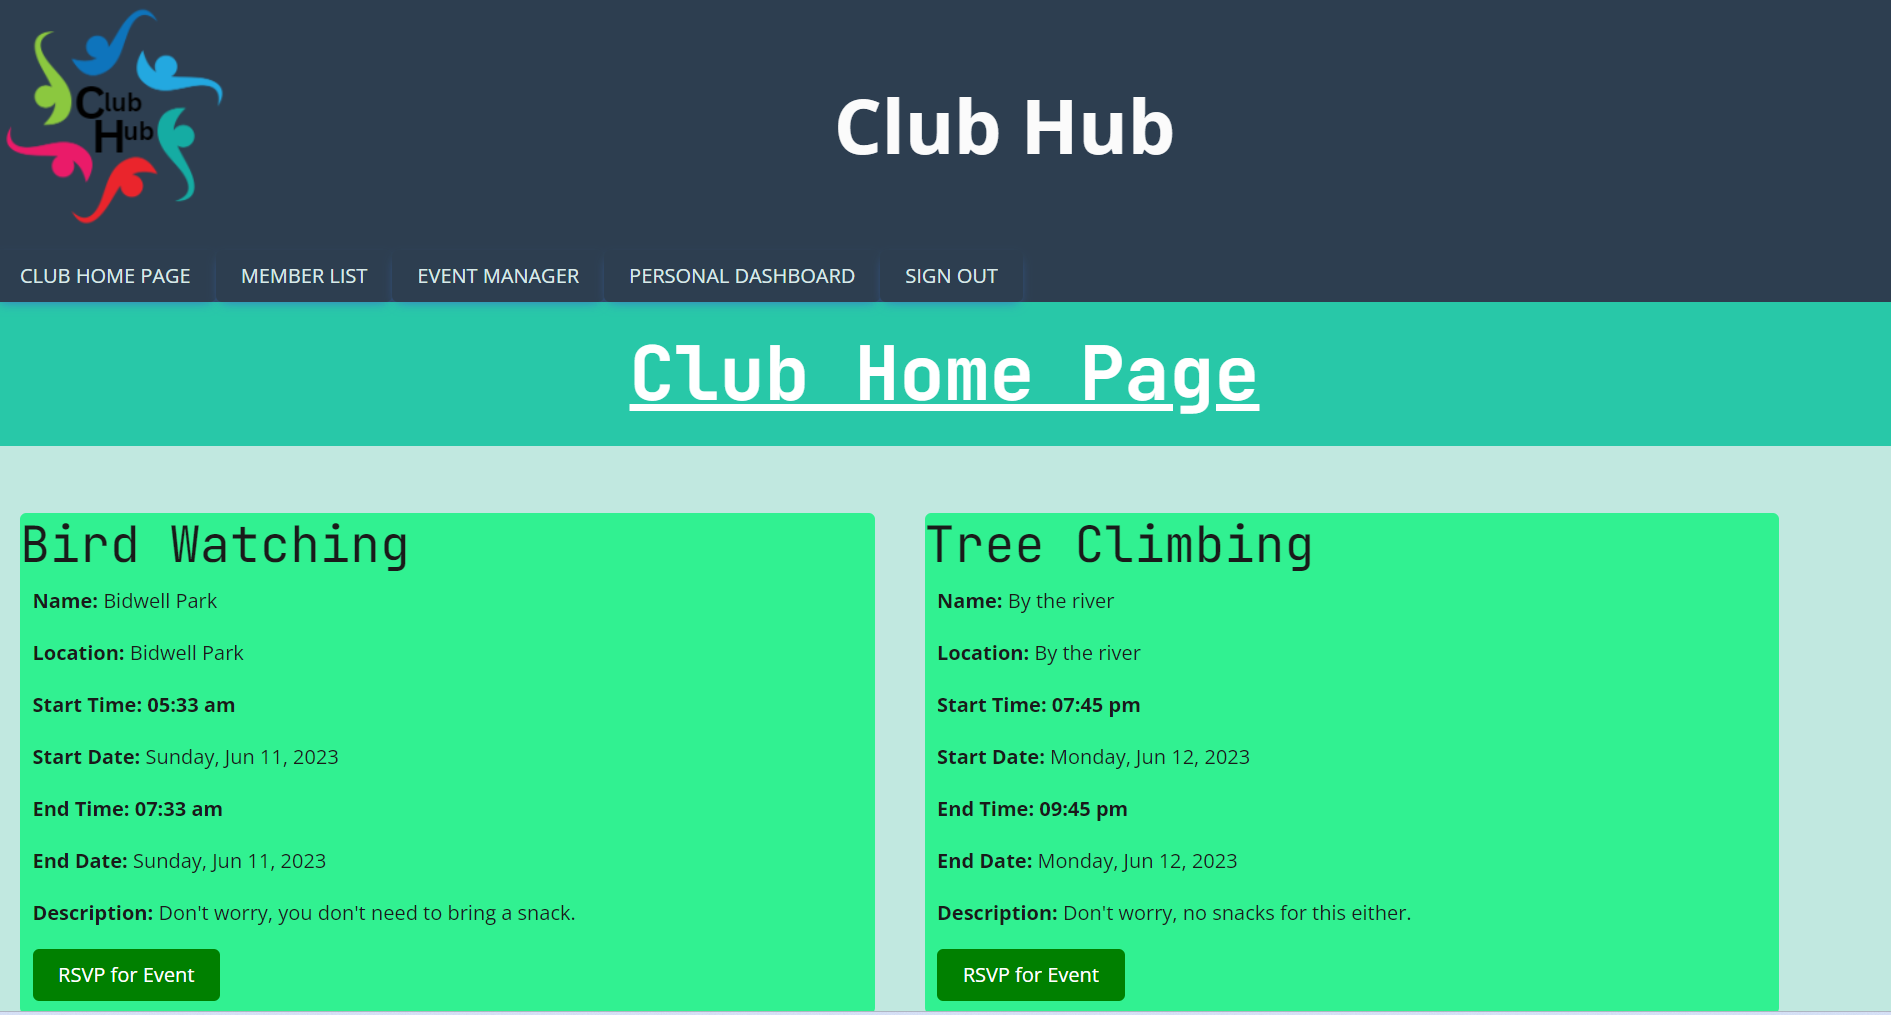 Club
Hub
Club Hub
CLUB HOME PAGE MEMBER LIST EVENT MANAGER PERSONAL DASHBOARD SIGN OUT
Club Home Page
Bird Watching
Name: Bidwell Park
Location: Bidwell Park
Start Time: 05:33 am
Start Date: Sunday, Jun 11, 2023
End Time: 07:33 am
End Date: Sunday, Jun 11, 2023
Description: Don't worry, you don't need to bring a snack.
RSVP for Event
Tree Climbing
Name: By the river
Location: By the river
Start Time: 07:45 pm
Start Date: Monday, Jun 12, 2023
End Time: 09:45 pm
End Date: Monday, Jun 12, 2023
Description: Don't worry, no snacks for this either.
RSVP for Event